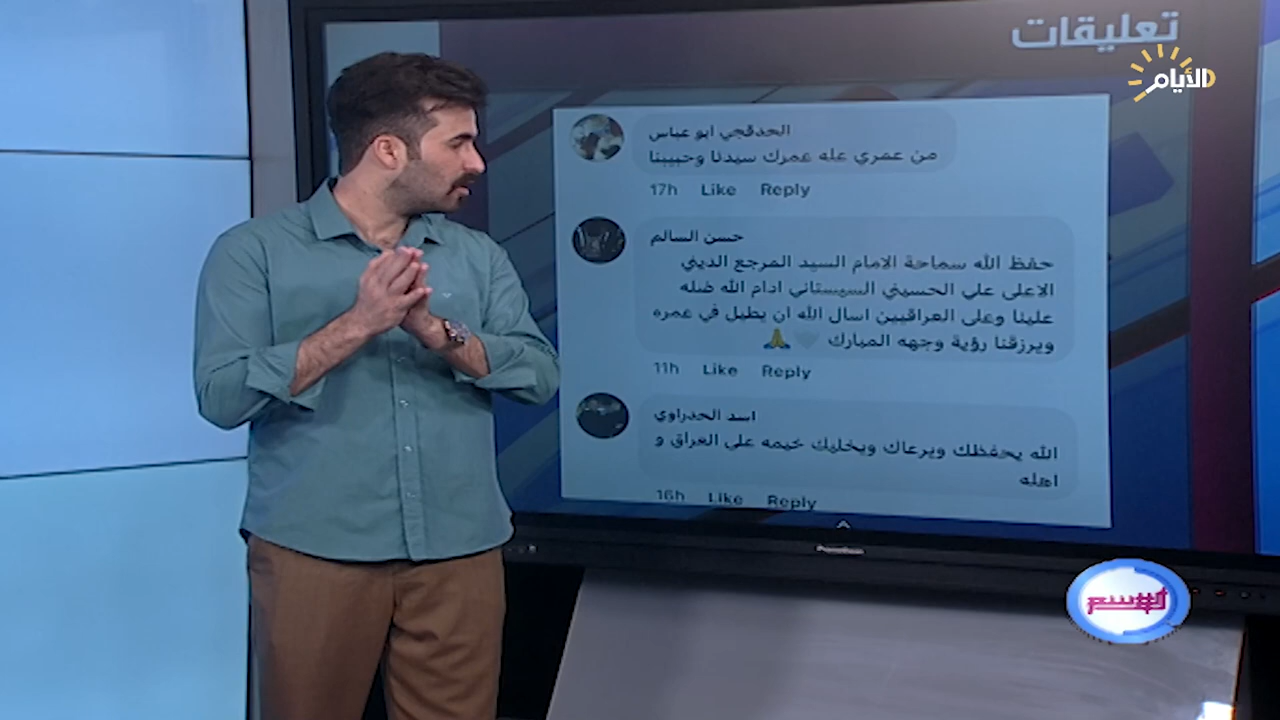 تعليقات
الأيام
الحدقجي ابو عباس
من عمري عله عمرك سيدنا وحبيبنا
17h Like Reply
حسن السالم
حفظ الله سماحة الامام السيد المرجع الديني
الاعلى علي الحسيني السيستاني ادام الله ضله
علينا وعلى العراقيين اسال الله ان يطيل في عمره
ويرزقنا رؤية وجهه المبارك 🤍 🙏
11h Like Reply
اسد الحدراوي
الله يحفظك ويرعاك ويخليك خيمه على العراق و
اهله
16h Like Reply